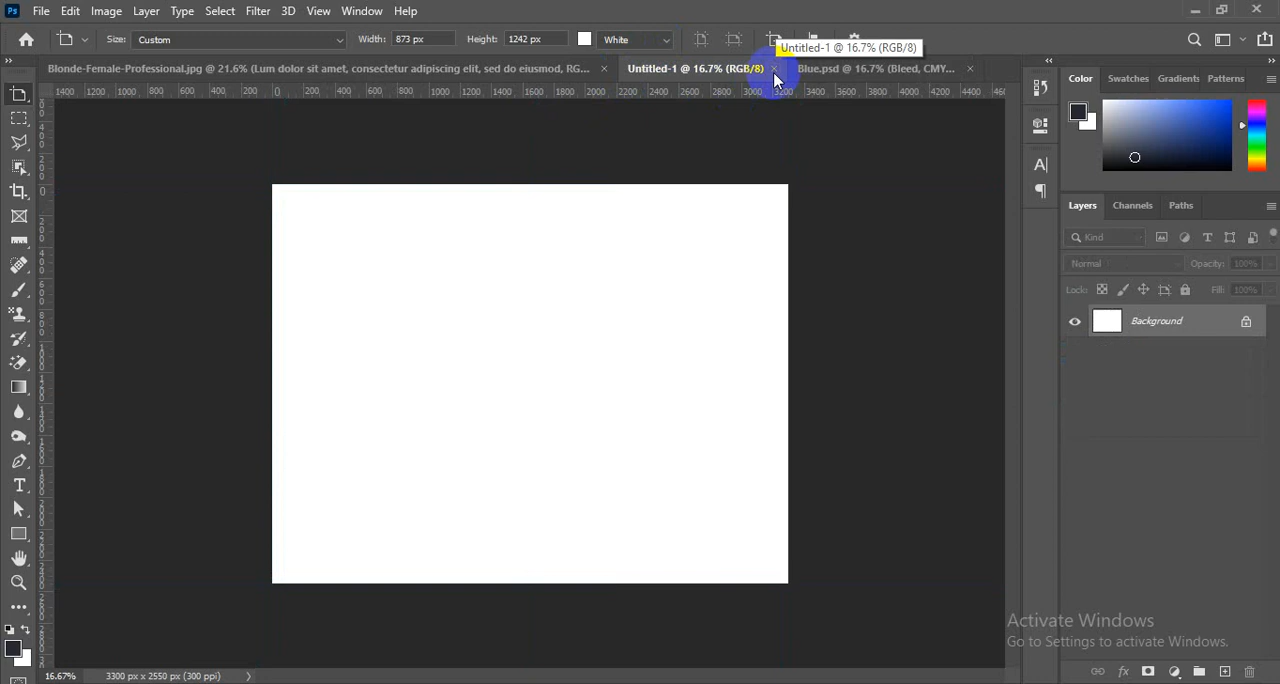 Ps File Edit Image Layer Type Select Filter 3D View Window Help
Size: Custom Width: 873 px Height: 1242 px White
Untitled-1 @ 16.7% (RGB/8)
Blonde-Female-Professional.jpg @ 21.6% (Lum dolor sit amet, consectetur adipiscing elit, sed do eiusmod, RG... × Untitled-1 @ 16.7% (RGB/8) × Blue.psd @ 16.7% (Bleed, CMY... ×
1400 1200 1000 800 600 400 200 0 200 400 600 800 1000 1200 1400 1600 1800 2000 2200 2400 2600 2800 3000 3200 3400 3600 3800 4000 4200 4400 460
Color Swatches Gradients Patterns
Layers Channels Paths
Kind
Normal Opacity: 100%
Lock: Fill: 100%
Background
Activate Windows
Go to Settings to activate Windows.
16.67% 3300 px x 2550 px (300 ppi)